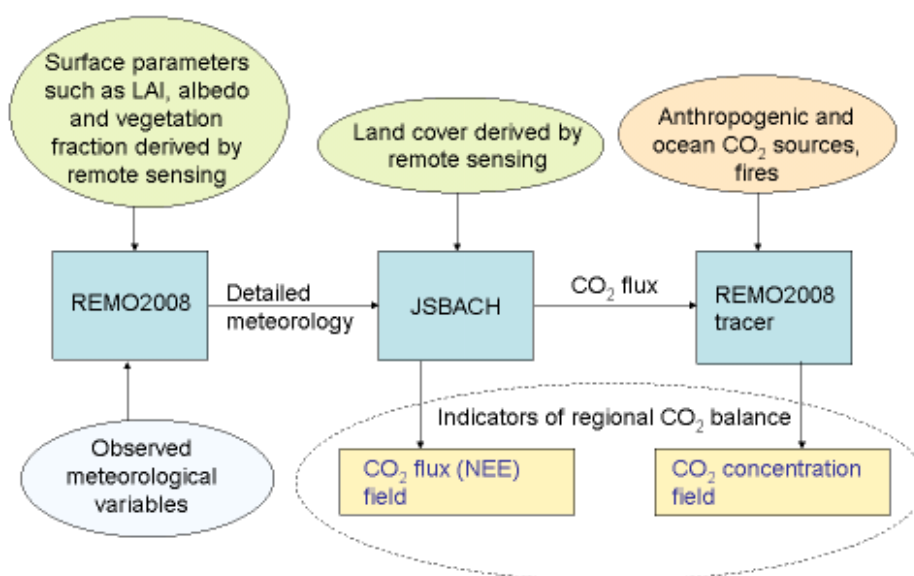 Surface parameters
such as LAI, albedo
and vegetation
fraction derived by
remote sensing
Land cover derived by
remote sensing
Anthropogenic and
ocean CO₂ sources,
fires
REMO2008
Detailed
meteorology
JSBACH
CO₂ flux
REMO2008
tracer
Observed
meteorological
variables
Indicators of regional CO₂ balance
CO₂ flux (NEE)
field
CO₂ concentration
field